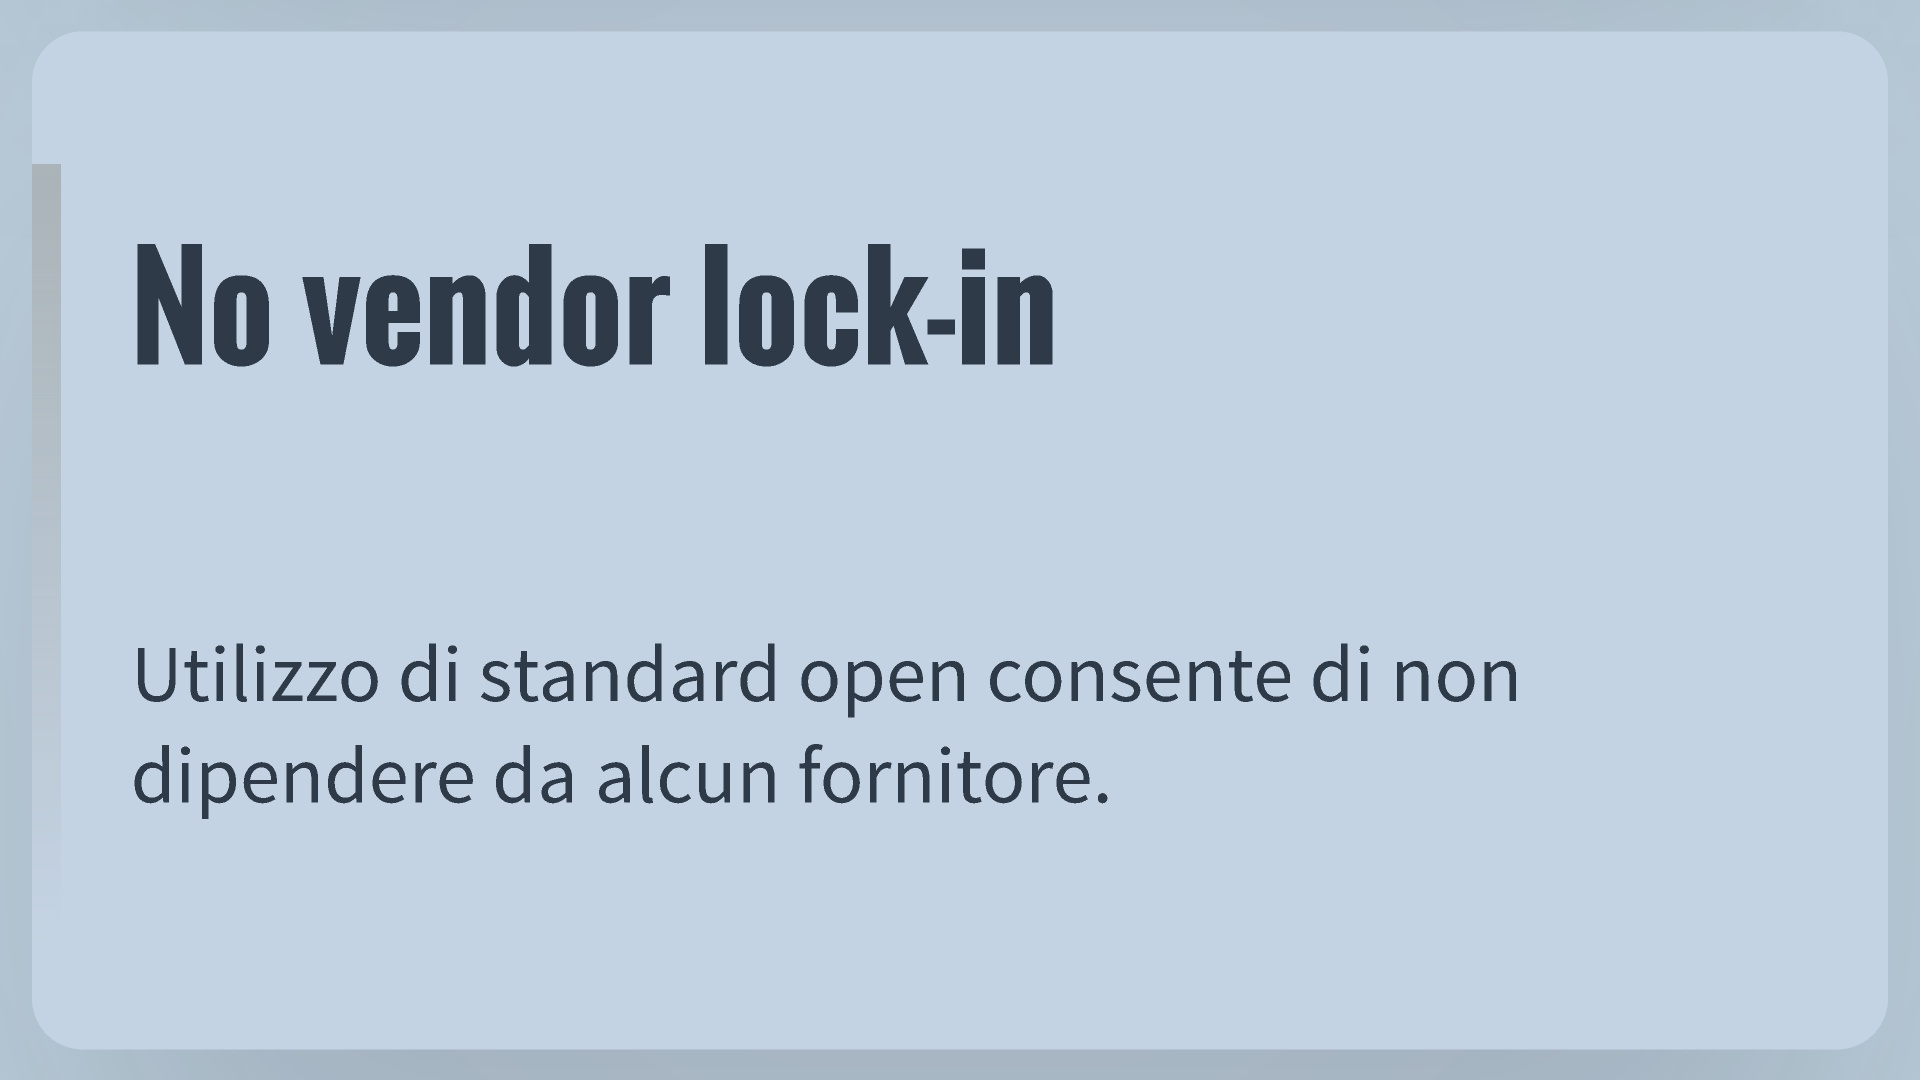 No vendor lock-in
Utilizzo di standard open consente di non
dipendere da alcun fornitore.